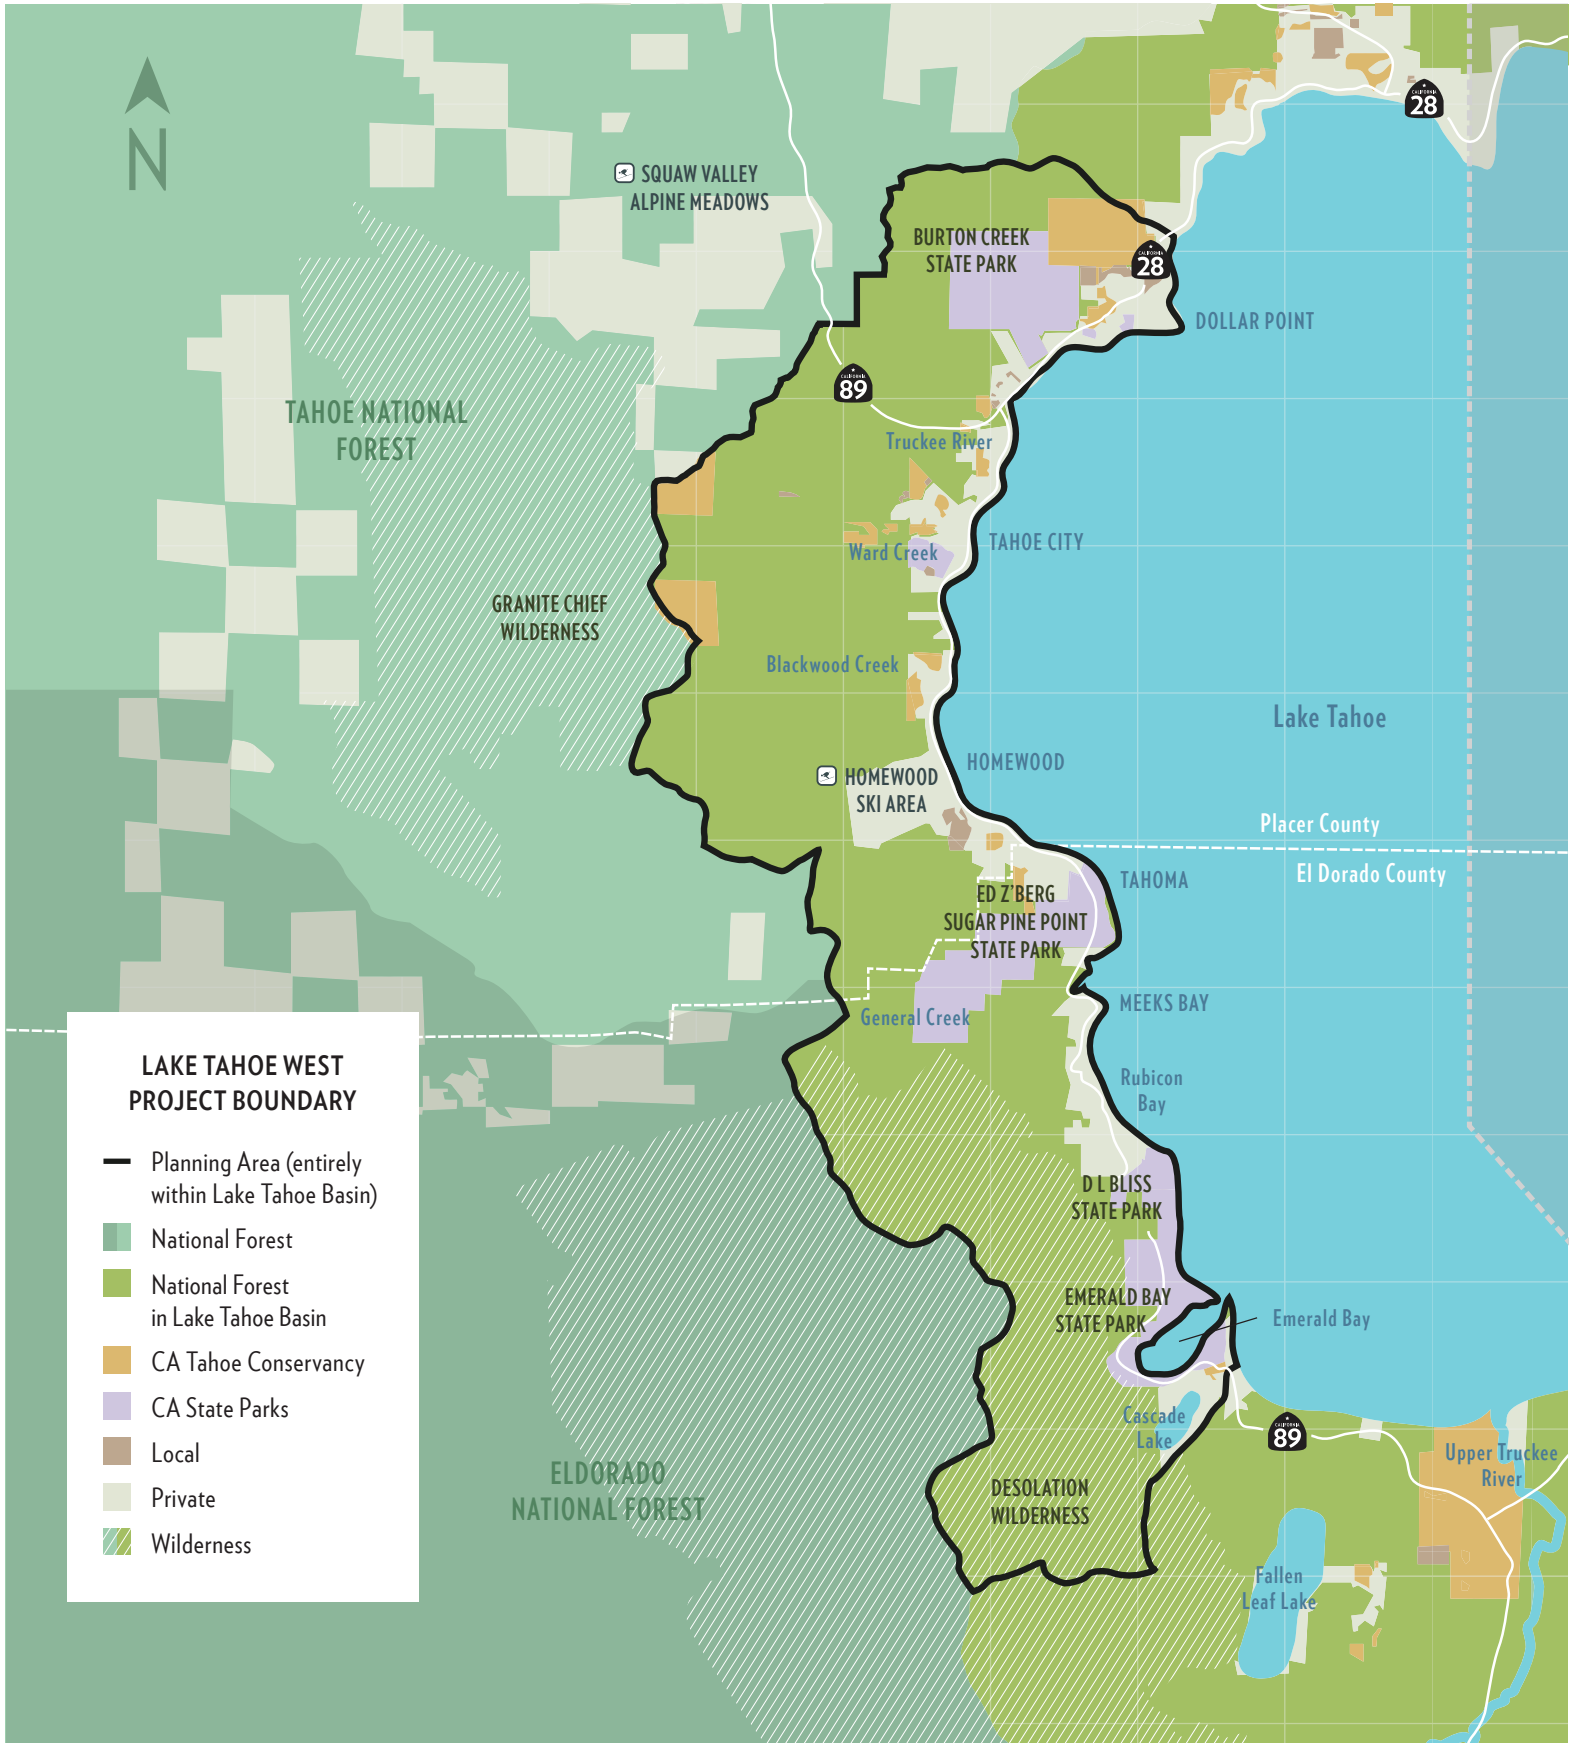 N
SQUAW VALLEY
ALPINE MEADOWS
CALIFORNIA
28
BURTON CREEK
STATE PARK
CALIFORNIA
28
DOLLAR POINT
CALIFORNIA
89
TAHOE NATIONAL
FOREST
Truckee River
TAHOE CITY
Ward Creek
GRANITE CHIEF
WILDERNESS
Blackwood Creek
Lake Tahoe
HOMEWOOD
HOMEWOOD
SKI AREA
Placer County
El Dorado County
TAHOMA
ED Z'BERG
SUGAR PINE POINT
STATE PARK
MEEKS BAY
General Creek
Rubicon
Bay
D L BLISS
STATE PARK
EMERALD BAY
STATE PARK
Emerald Bay
Cascade
Lake
CALIFORNIA
89
Upper Truckee
River
ELDORADO
NATIONAL FOREST
DESOLATION
WILDERNESS
Fallen
Leaf Lake
LAKE TAHOE WEST
PROJECT BOUNDARY
Planning Area (entirely
within Lake Tahoe Basin)
National Forest
National Forest
in Lake Tahoe Basin
CA Tahoe Conservancy
CA State Parks
Local
Private
Wilderness